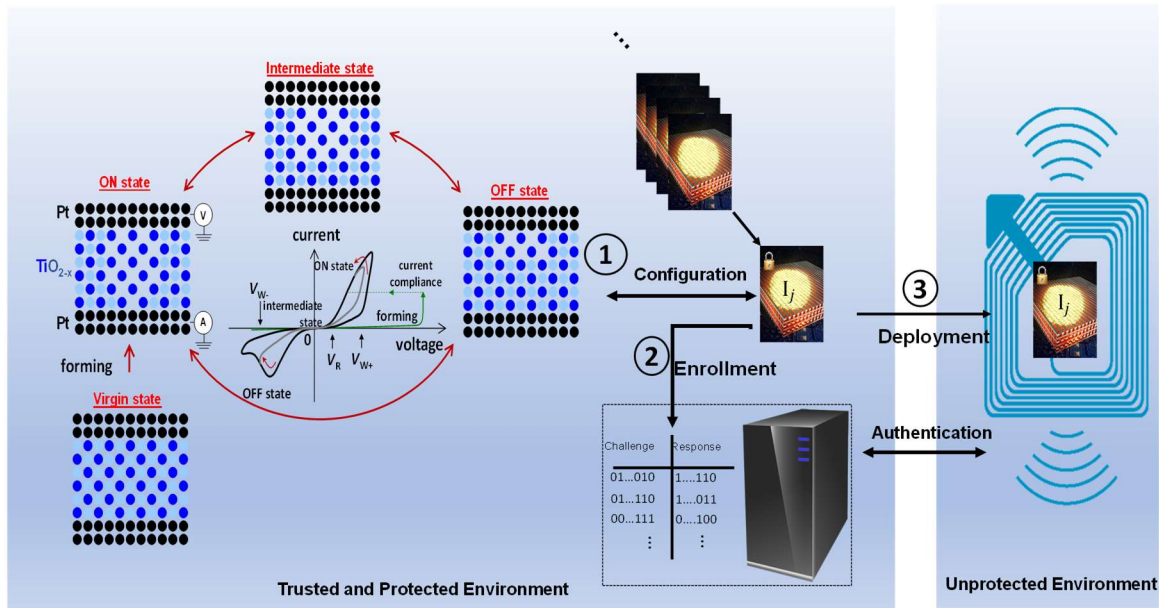 Intermediate state
ON state
OFF state
Pt
V
TiO2-x
Pt
A
forming
Virgin state
current
ON state
current
compliance
VW-
intermediate
state
forming
0
voltage
VR
VW+
OFF state
1
Configuration
Ij
2
Enrollment
Challenge
Response
01...010
1....110
01...110
1....011
00...111
0....100
⋮
⋮
...
3
Deployment
Ij
Authentication
Trusted and Protected Environment
Unprotected Environment